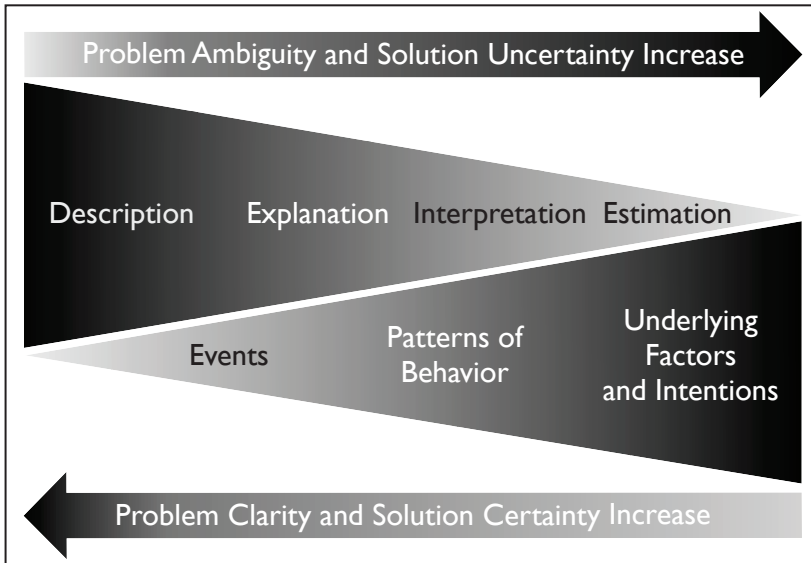 Problem Ambiguity and Solution Uncertainty Increase
Description Explanation Interpretation Estimation
Events
Patterns of
Behavior
Underlying
Factors
and Intentions
Problem Clarity and Solution Certainty Increase